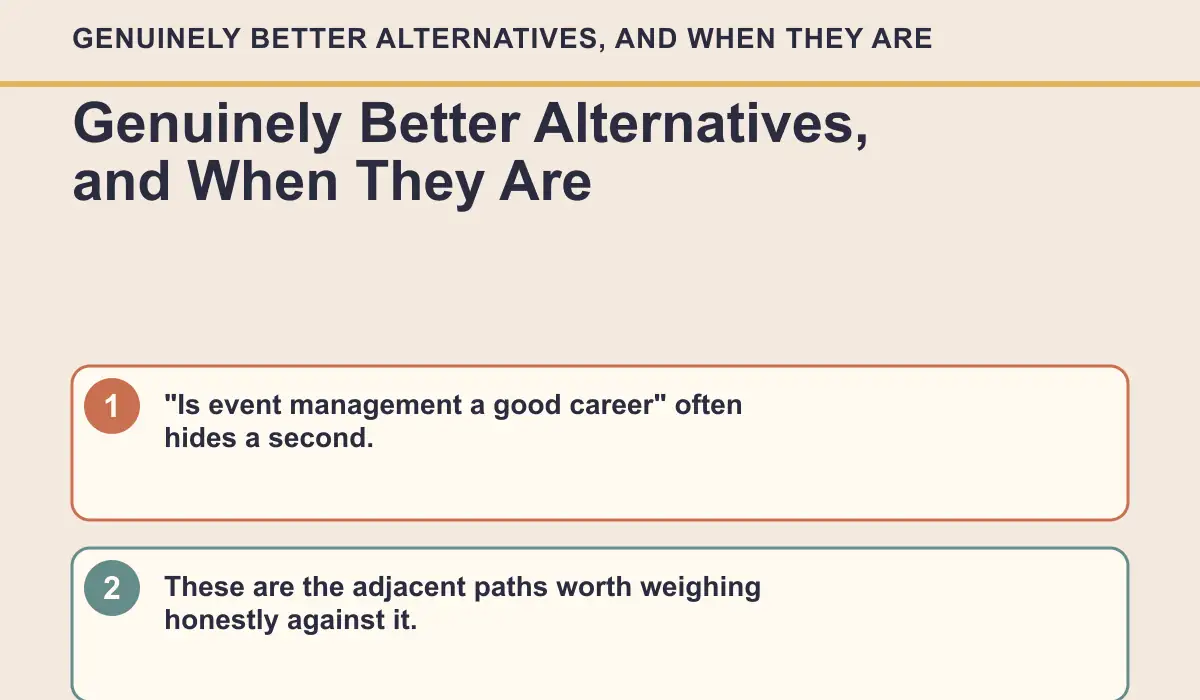 GENUINELY BETTER ALTERNATIVES, AND WHEN THEY ARE
Genuinely Better Alternatives,
and When They Are
1
"Is event management a good career" often
hides a second.
2
These are the adjacent paths worth weighing
honestly against it.